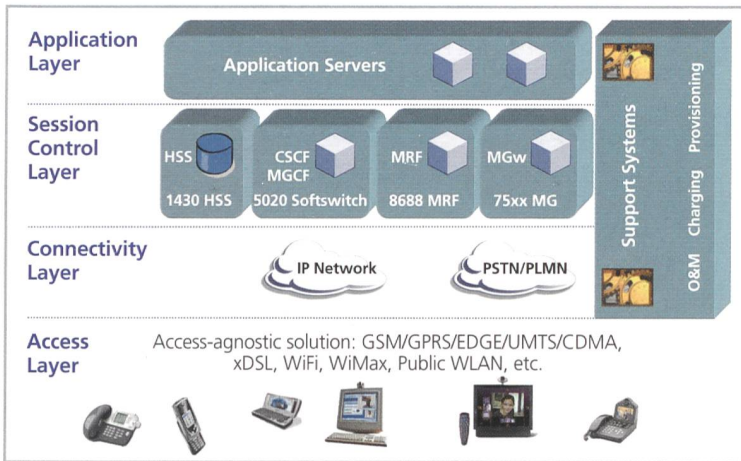 Application
Layer
Application Servers
Session
Control
Layer
HSS
1430 HSS
CSCF
MGCF
5020 Softswitch
MRF
8688 MRF
MGw
75xx MG
Connectivity
Layer
IP Network
PSTN/PLMN
Support Systems
Provisioning
Charging
O&M
Access
Layer
Access-agnostic solution: GSM/GPRS/EDGE/UMTS/CDMA,
xDSL, WiFi, WiMax, Public WLAN, etc.